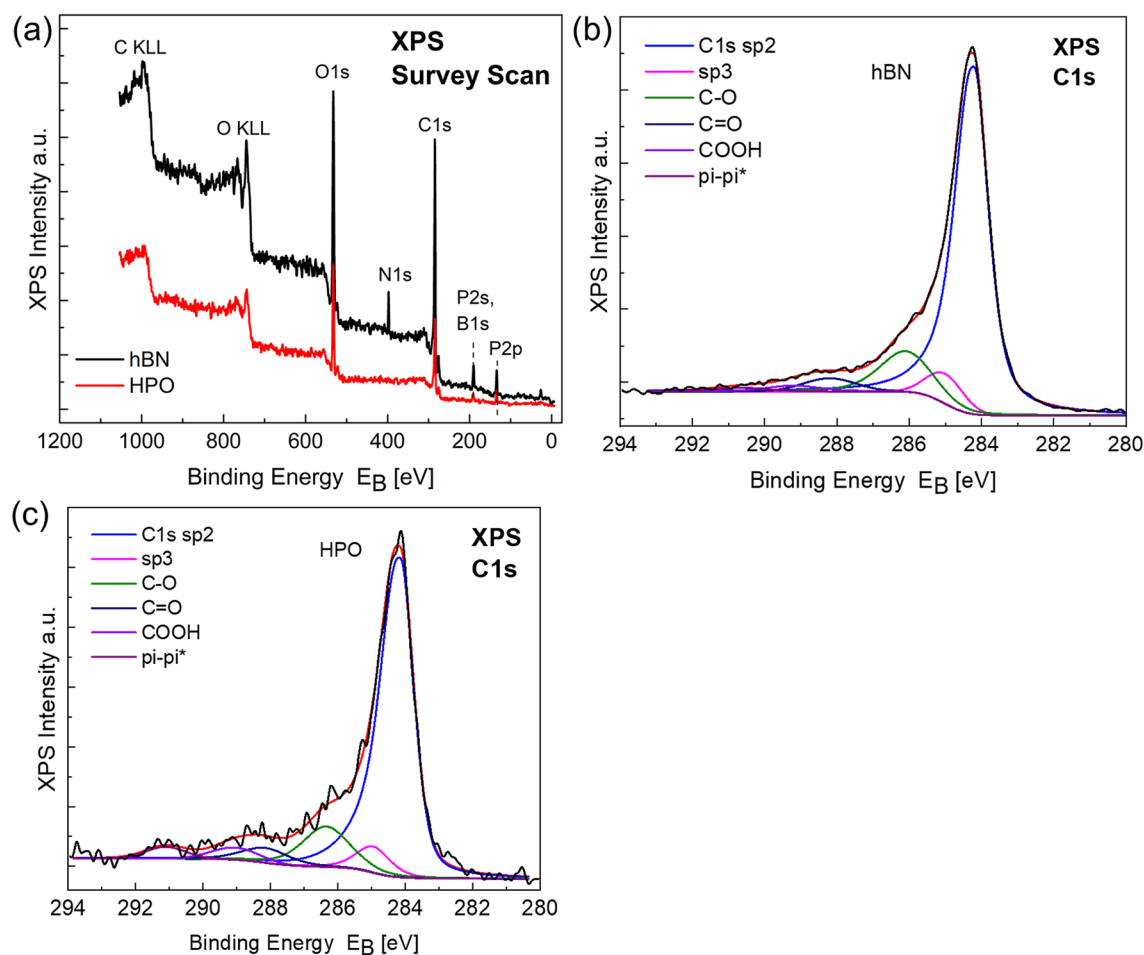 (a)
XPS
Survey Scan
C KLL
O KLL
O1s
C1s
N1s
P2s,
B1s
P2p
hBN
HPO
XPS Intensity a.u.
1200 1000 800 600 400 200 0
Binding Energy E_B [eV]
(b)
XPS
C1s
hBN
C1s sp2
sp3
C-O
C=O
COOH
pi-pi*
XPS Intensity a.u.
294 292 290 288 286 284 282 280
Binding Energy E_B [eV]
(c)
XPS
C1s
HPO
C1s sp2
sp3
C-O
C=O
COOH
pi-pi*
XPS Intensity a.u.
294 292 290 288 286 284 282 280
Binding Energy E_B [eV]